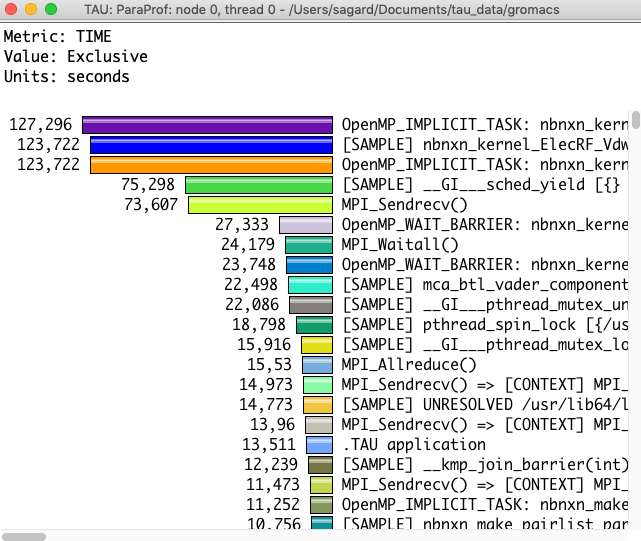 TAU: ParaProf: node 0, thread 0 - /Users/sagard/Documents/tau_data/gromacs
Metric: TIME
Value: Exclusive
Units: seconds
127,296 OpenMP_IMPLICIT_TASK: nbnxn_kern
123,722 [SAMPLE] nbnxn_kernel_ElecRF_Vdw
123,722 OpenMP_IMPLICIT_TASK: nbnxn_kern
75,298 [SAMPLE] __GI___sched_yield [{}
73,607 MPI_Sendrecv()
27,333 OpenMP_WAIT_BARRIER: nbnxn_kerne
24,179 MPI_Waitall()
23,748 OpenMP_WAIT_BARRIER: nbnxn_kerne
22,498 [SAMPLE] mca_btl_vader_component
22,086 [SAMPLE] __GI___pthread_mutex_un
18,798 [SAMPLE] pthread_spin_lock [{/us
15,916 [SAMPLE] __GI___pthread_mutex_lo
15,53 MPI_Allreduce()
14,973 MPI_Sendrecv() => [CONTEXT] MPI_
14,773 [SAMPLE] UNRESOLVED /usr/lib64/l
13,96 MPI_Sendrecv() => [CONTEXT] MPI_
13,511 .TAU application
12,239 [SAMPLE] __kmp_join_barrier(int)
11,473 MPI_Sendrecv() => [CONTEXT] MPI_
11,252 OpenMP_IMPLICIT_TASK: nbnxn_make
10,756 [SAMPLE] nbnxn_make_pairlist_par